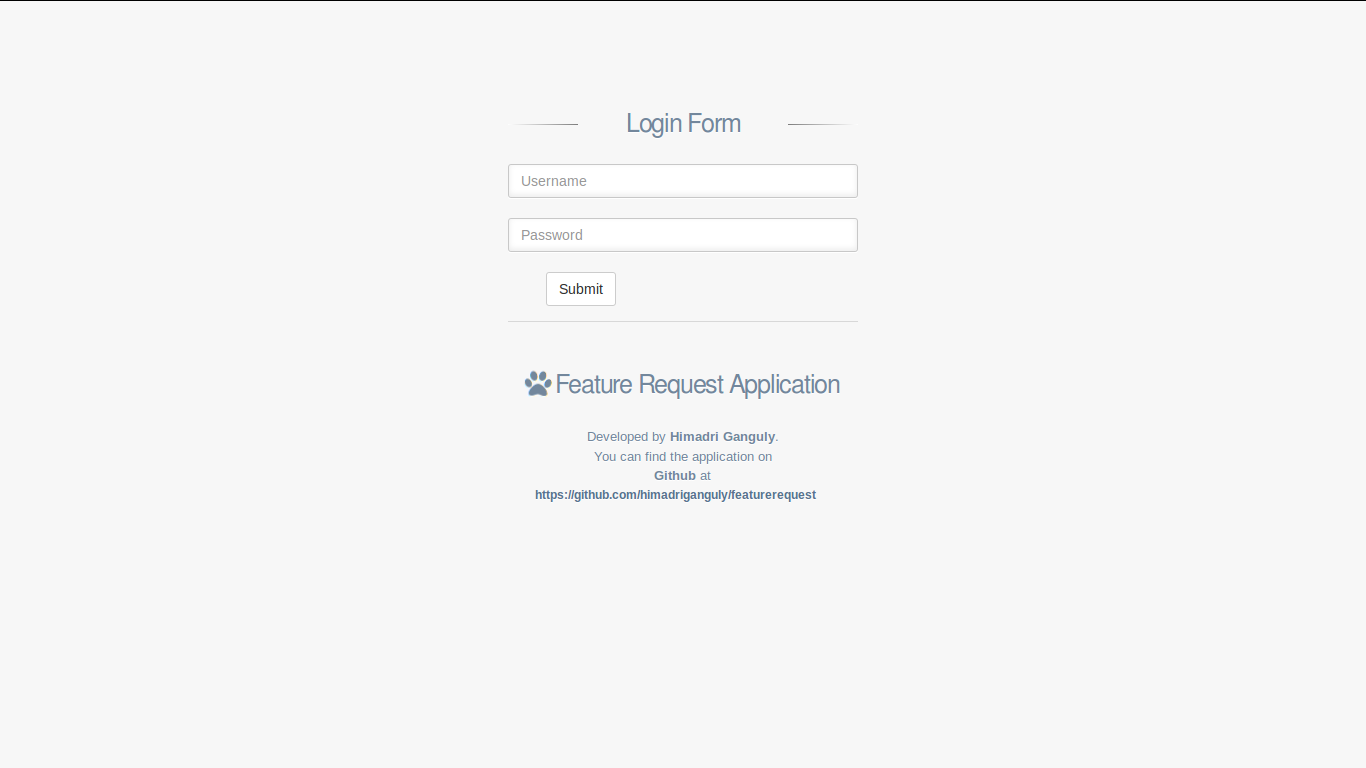 Login Form
Username
Password
Submit
Feature Request Application
Developed by Himadri Ganguly.
You can find the application on
Github at
https://github.com/himadriganguly/featurerequest